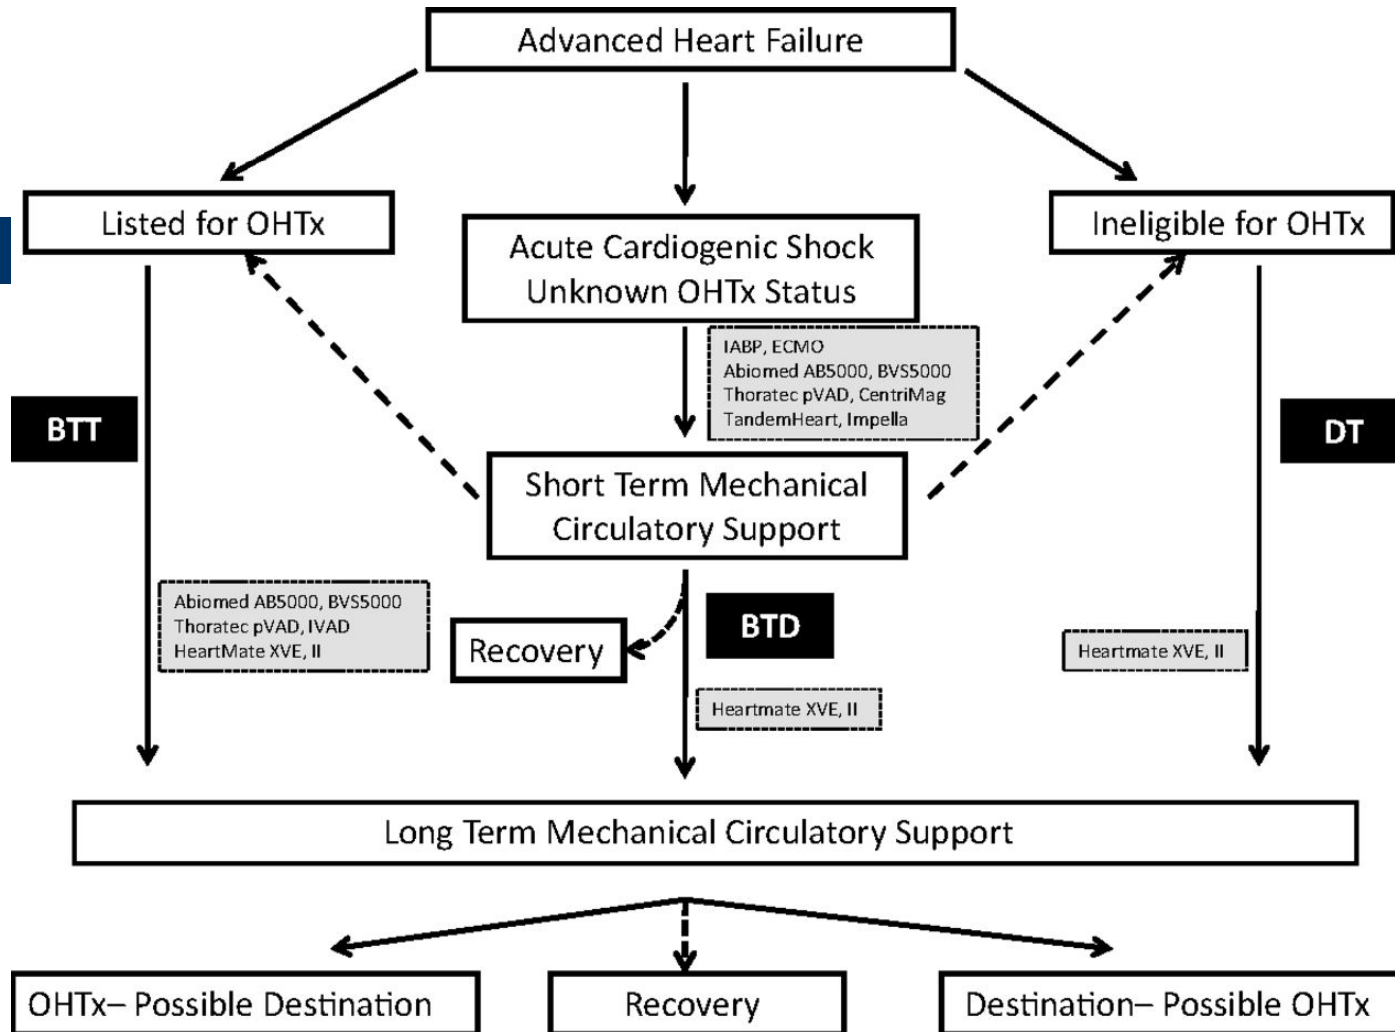 Advanced Heart Failure
Listed for OHTx
Acute Cardiogenic Shock
Unknown OHTx Status
Ineligible for OHTx
IABP, ECMO
Abiomed AB5000, BVS5000
Thoratec pVAD, CentriMag
TandemHeart, Impella
BTT
DT
Short Term Mechanical
Circulatory Support
Abiomed AB5000, BVS5000
Thoratec pVAD, IVAD
HeartMate XVE, II
Recovery
BTD
Heartmate XVE, II
Heartmate XVE, II
Long Term Mechanical Circulatory Support
OHTx– Possible Destination
Recovery
Destination– Possible OHTx